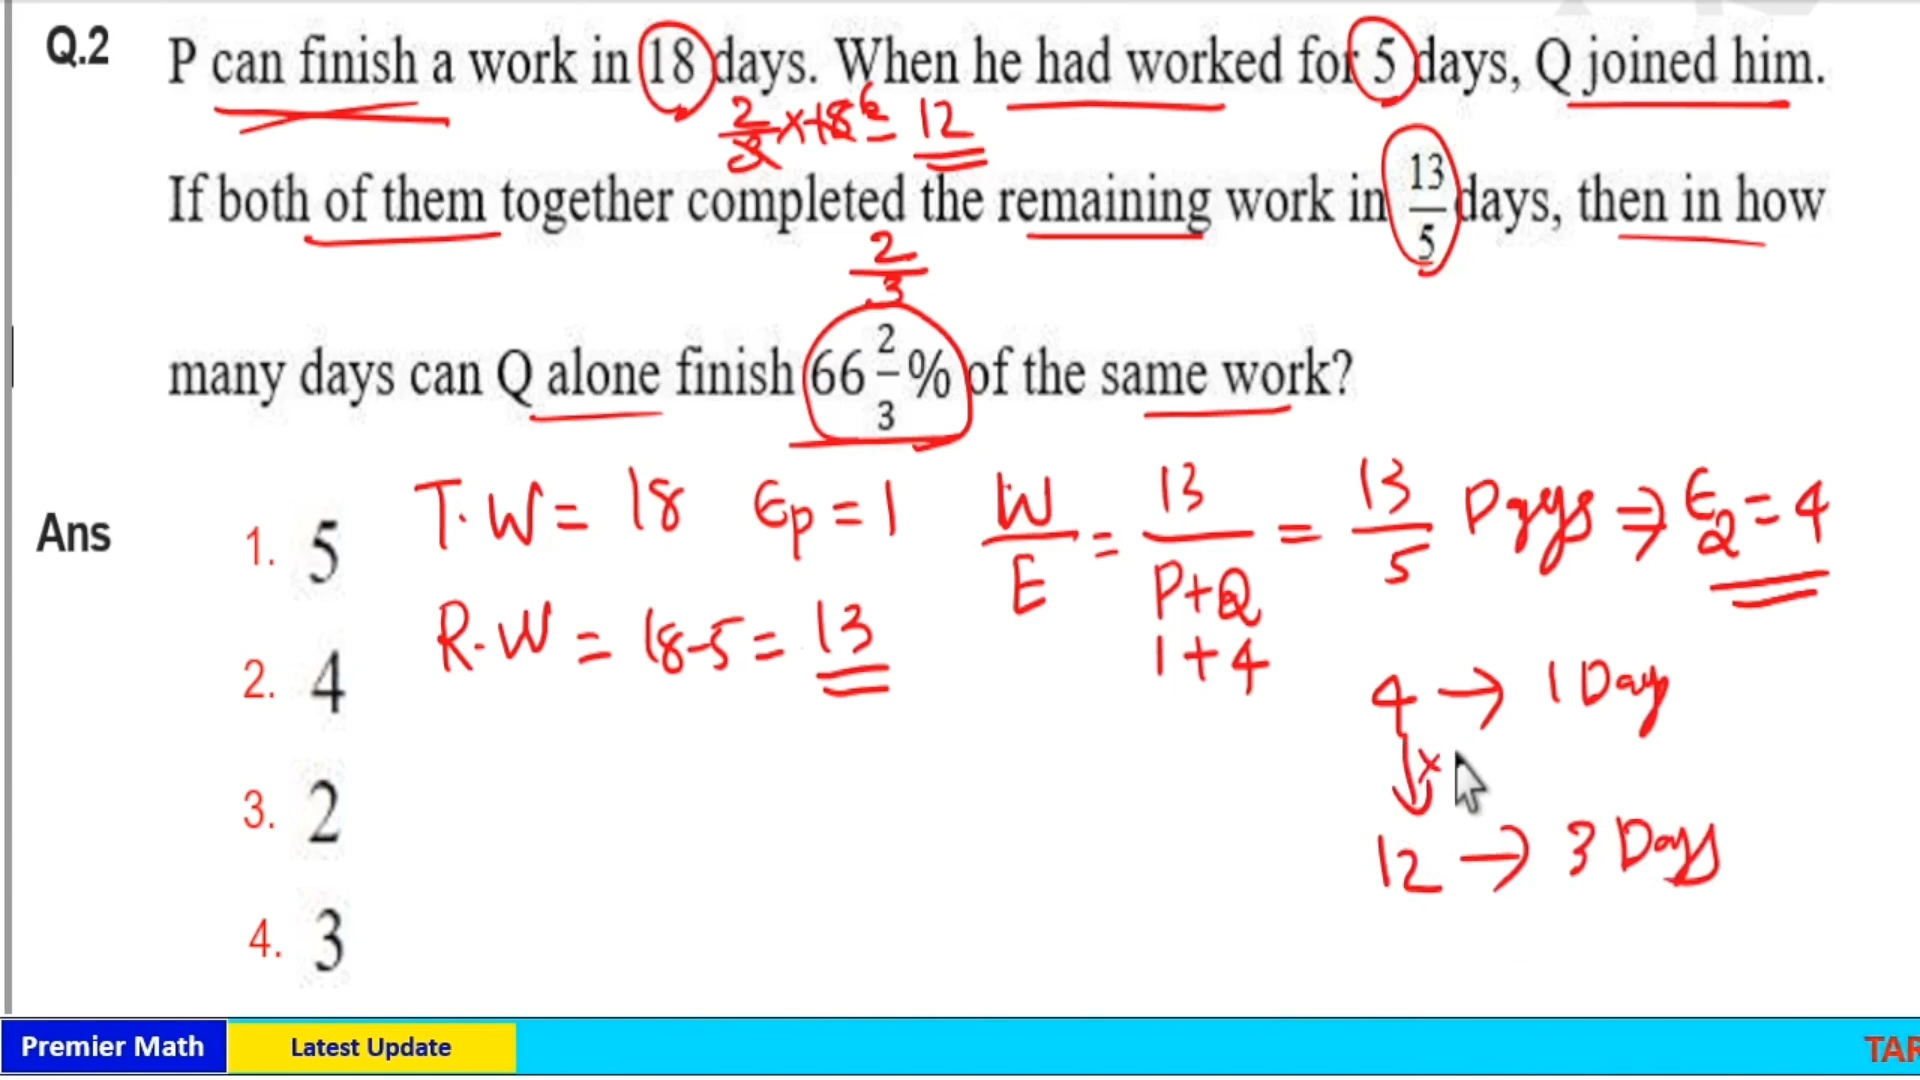 Q.2 P can finish a work in 18 days. When he had worked for 5 days, Q joined him.
2/3 x 18 6 = 12
If both of them together completed the remaining work in 13/5 days, then in how
2/3
many days can Q alone finish 66 2/3 % of the same work?
Ans
1. 5
2. 4
3. 2
4. 3
T.W = 18 Ep = 1
R.W = 18-5 = 13
W/E = 13/P+Q = 13/5 Days ⇒ EQ = 4
1+4
4 → 1 Day
x
12 → 3 Days
Premier Math
Latest Update
TAR